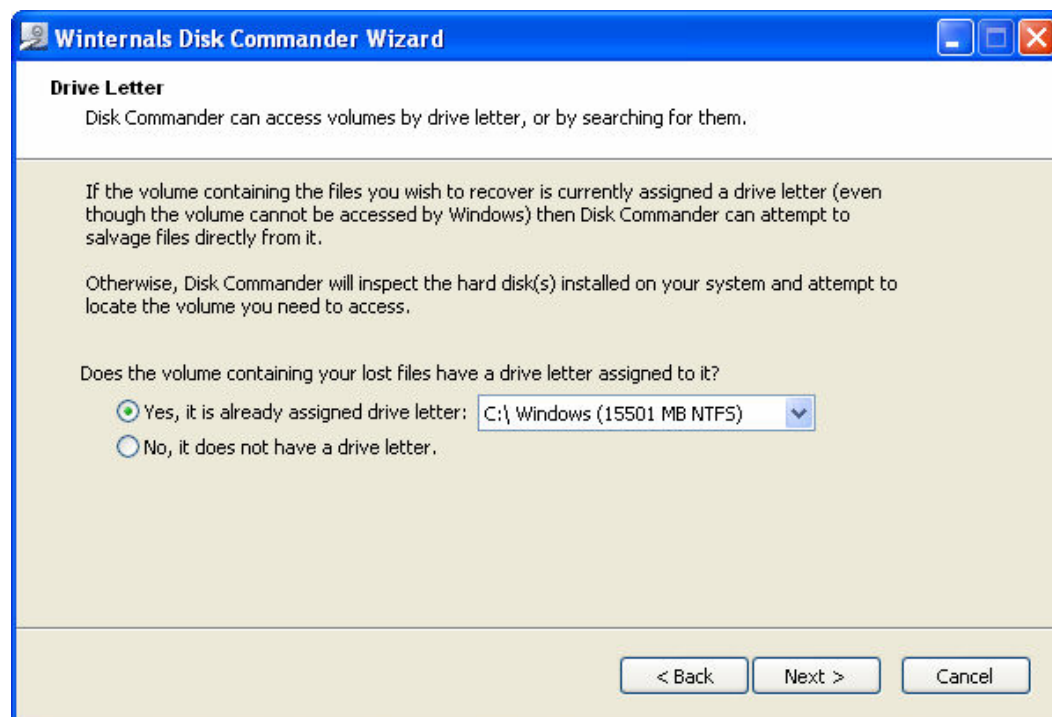 Winternals Disk Commander Wizard
Drive Letter
Disk Commander can access volumes by drive letter, or by searching for them.
If the volume containing the files you wish to recover is currently assigned a drive letter (even
though the volume cannot be accessed by Windows) then Disk Commander can attempt to
salvage files directly from it.
Otherwise, Disk Commander will inspect the hard disk(s) installed on your system and attempt to
locate the volume you need to access.
Does the volume containing your lost files have a drive letter assigned to it?
Yes, it is already assigned drive letter: C:\ Windows (15501 MB NTFS)
No, it does not have a drive letter.
< Back Next > Cancel